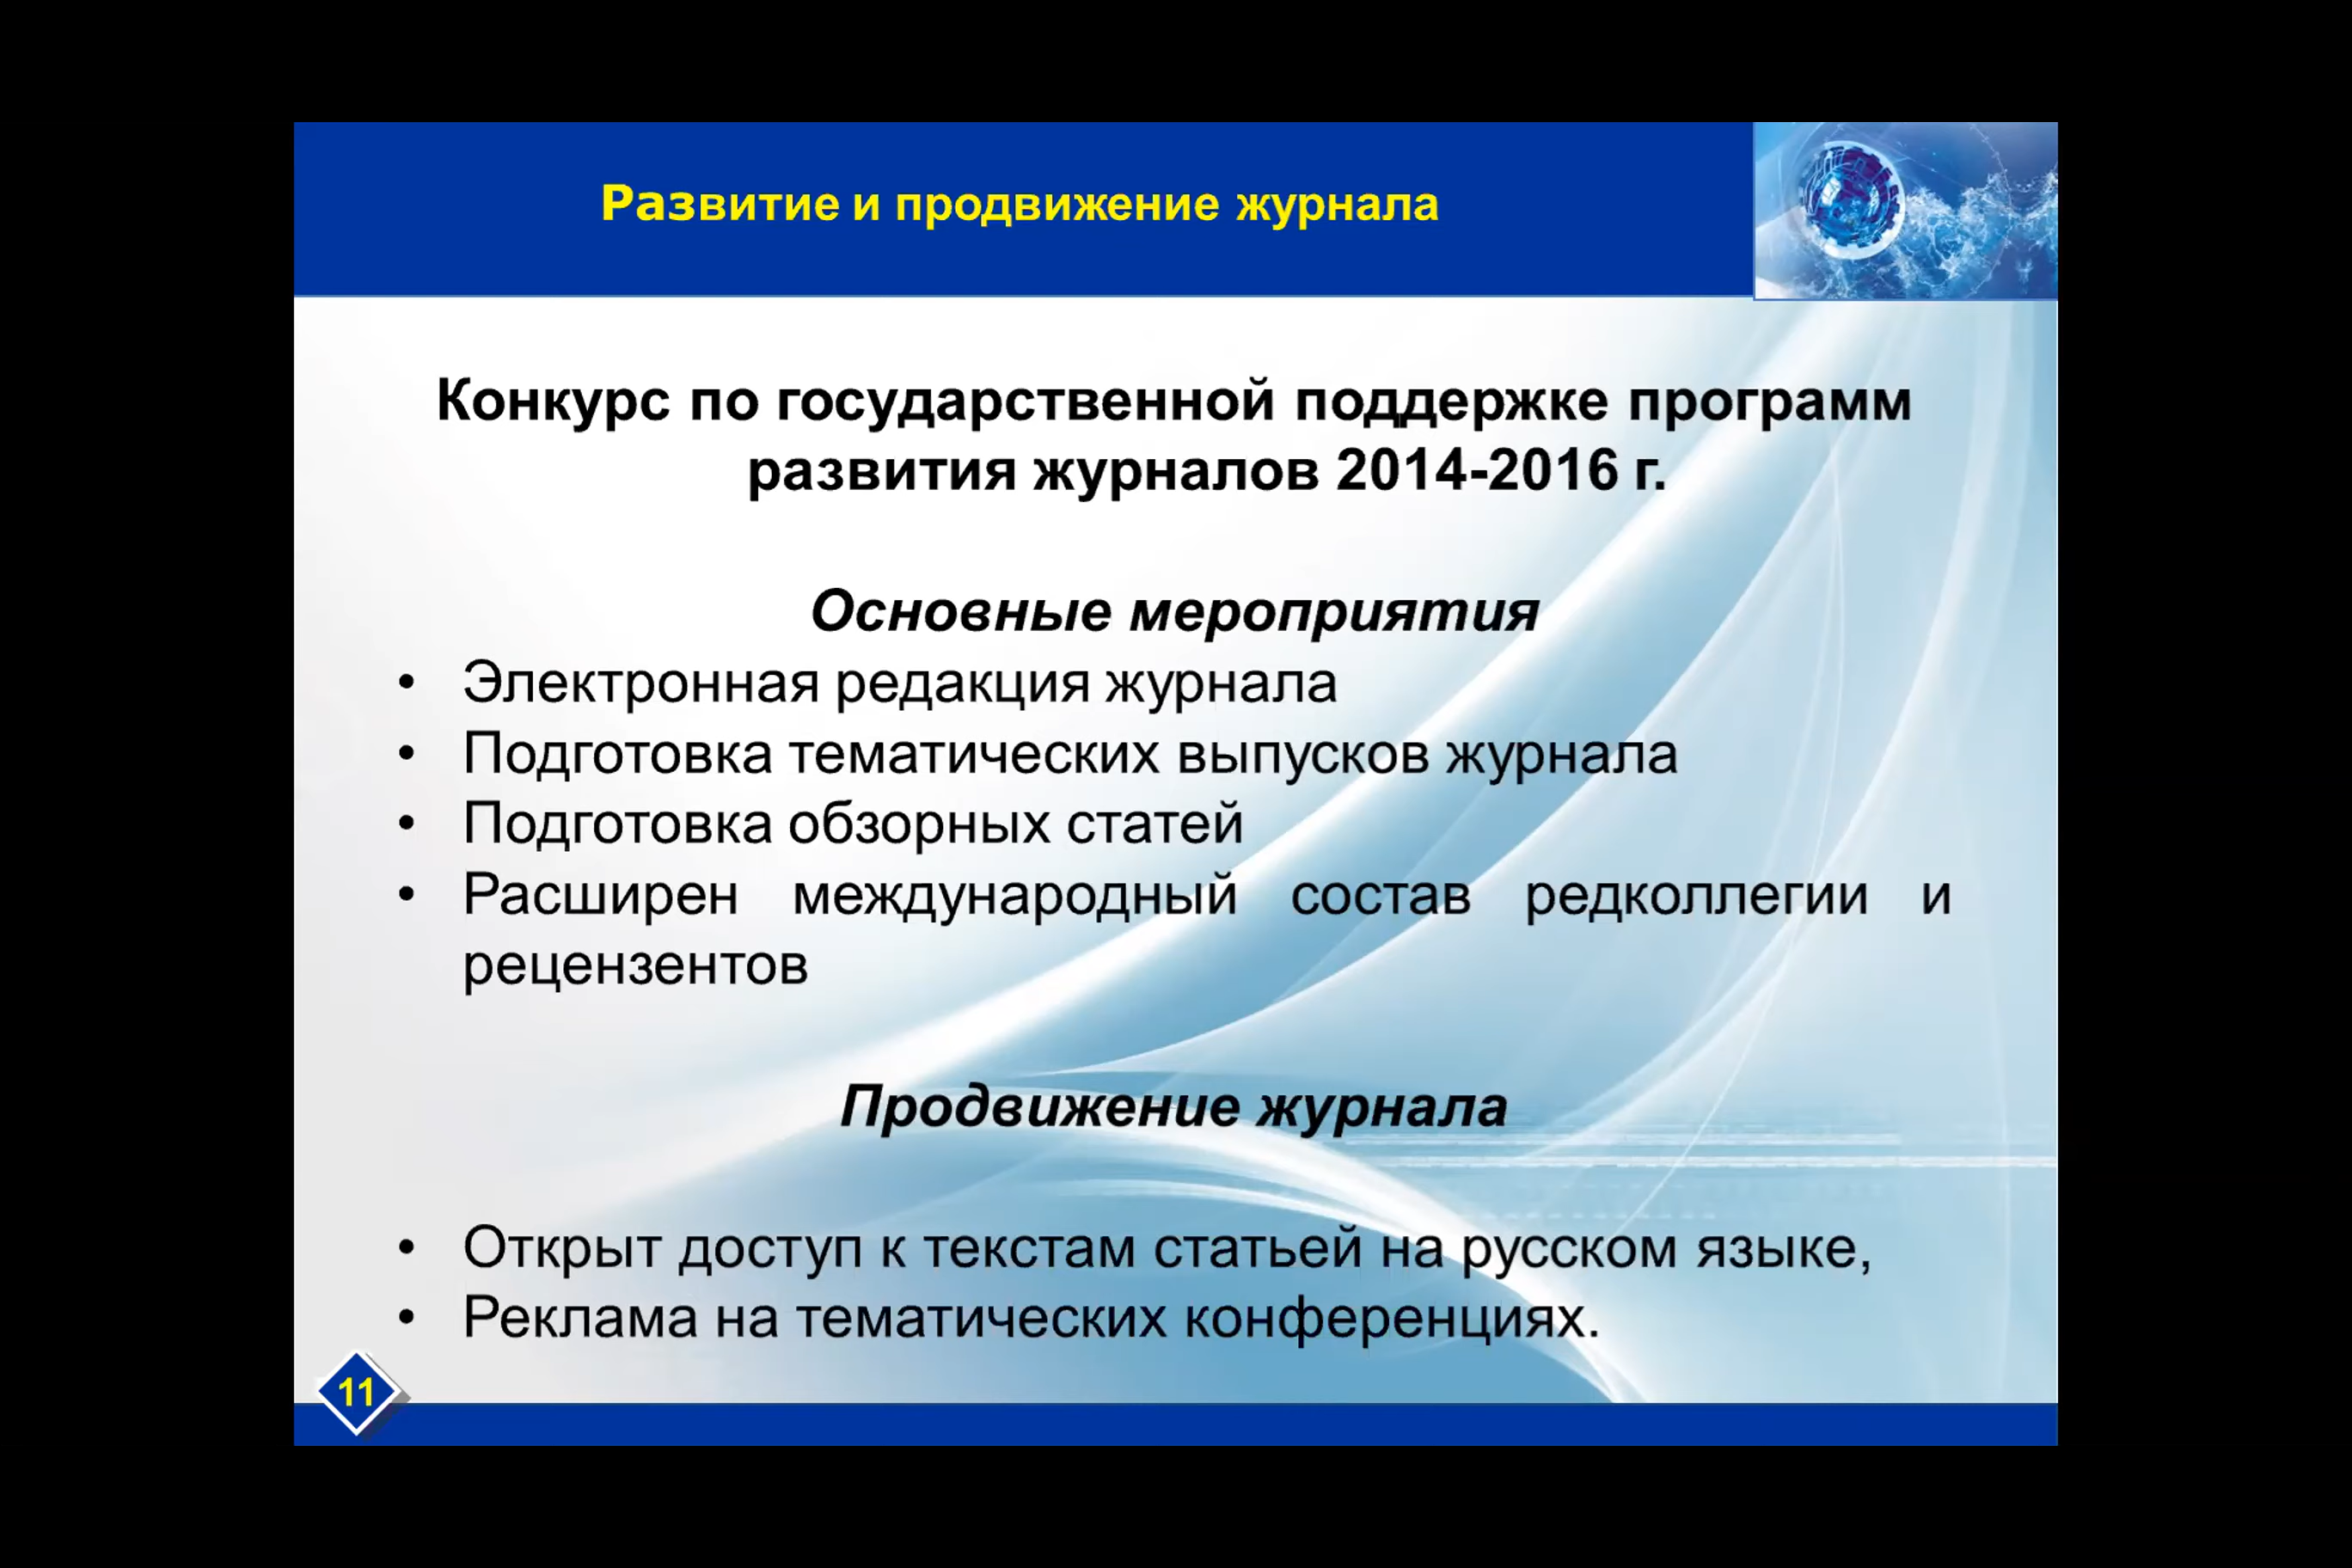 Развитие и продвижение журнала
Конкурс по государственной поддержке программ
развития журналов 2014-2016 г.
Основные мероприятия
• Электронная редакция журнала
• Подготовка тематических выпусков журнала
• Подготовка обзорных статей
• Расширен международный состав редколлегии и
рецензентов
Продвижение журнала
• Открыт доступ к текстам статьей на русском языке,
• Реклама на тематических конференциях.
11